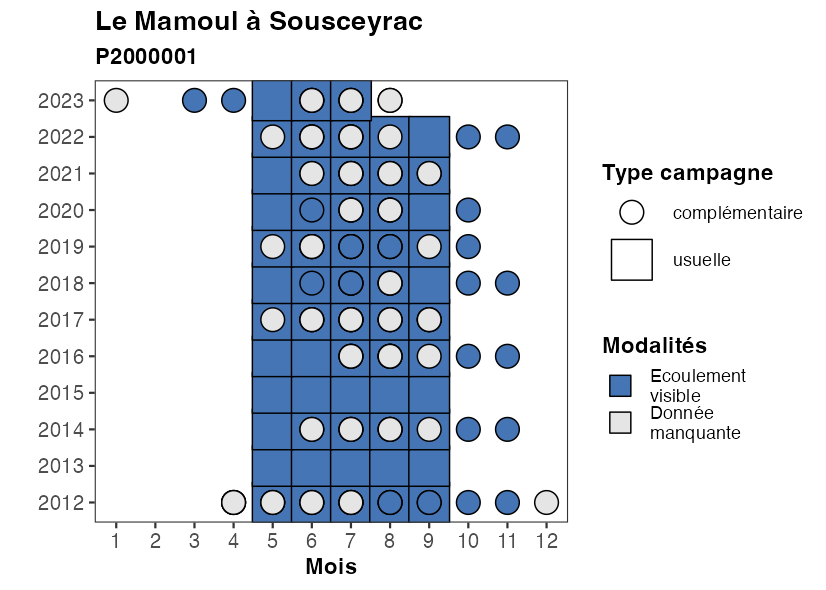 Le Mamoul à Sousceyrac
P2000001
2023
2022
2021
2020
2019
2018
2017
2016
2015
2014
2013
2012
1 2 3 4 5 6 7 8 9 10 11 12
Mois
Type campagne
complémentaire
usuelle
Modalités
Ecoulement
visible
Donnée
manquante